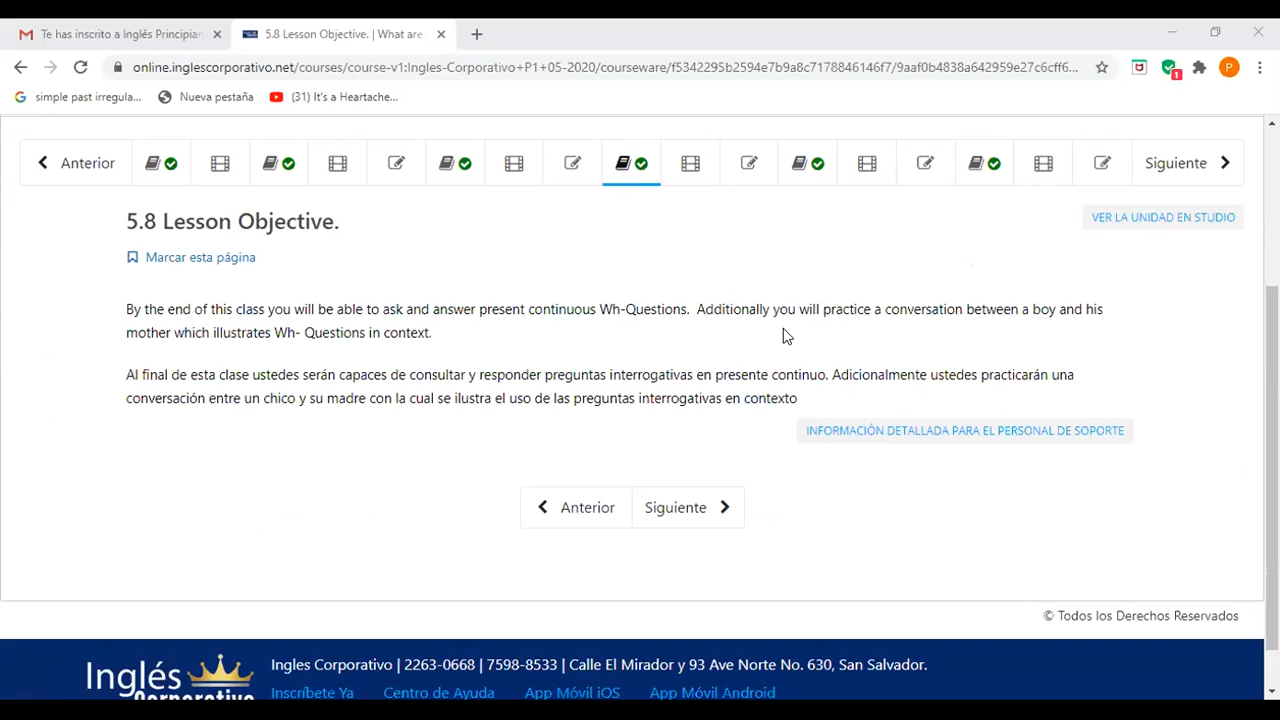 Te has inscrito a Inglés Principian
5.8 Lesson Objective. | What are
online.inglescorporativo.net/courses/course-v1:Ingles-Corporativo+P1+05-2020/courseware/f5342295b2594e7b9a8c7178846146f7/9aaf0b4838a642959e27c6cff6...
P
1
simple past irregula...
Nueva pestaña
(31) It's a Heartache...
Anterior
Siguiente
5.8 Lesson Objective.
VER LA UNIDAD EN STUDIO
Marcar esta página
By the end of this class you will be able to ask and answer present continuous Wh-Questions. Additionally you will practice a conversation between a boy and his
mother which illustrates Wh- Questions in context.
Al final de esta clase ustedes serán capaces de consultar y responder preguntas interrogativas en presente continuo. Adicionalmente ustedes practicarán una
conversación entre un chico y su madre con la cual se ilustra el uso de las preguntas interrogativas en contexto
INFORMACIÓN DETALLADA PARA EL PERSONAL DE SOPORTE
Anterior
Siguiente
© Todos los Derechos Reservados
Inglés
Corporativo
Ingles Corporativo | 2263-0668 | 7598-8533 | Calle El Mirador y 93 Ave Norte No. 630, San Salvador.
Inscríbete Ya
Centro de Ayuda
App Móvil iOS
App Móvil Android